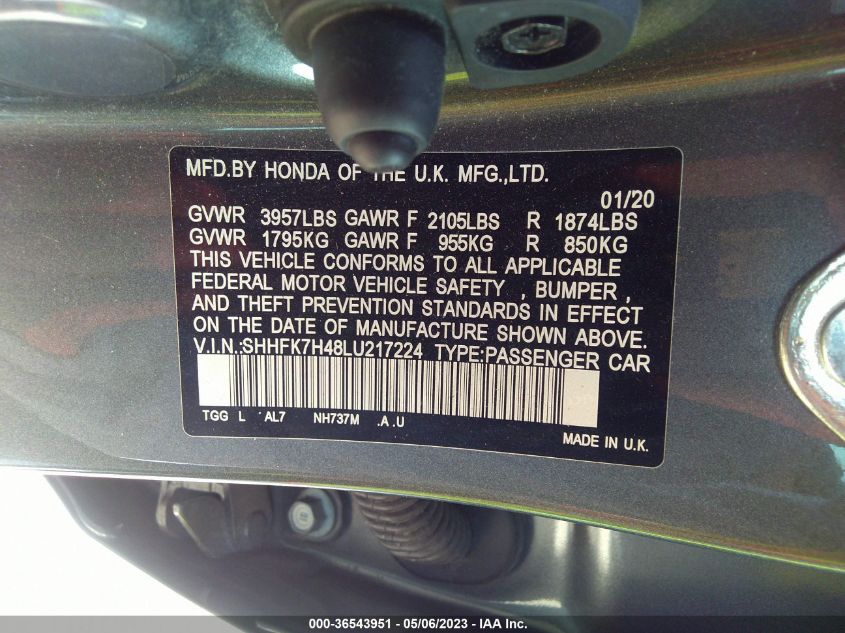 MFD.BY HONDA OF THE U.K. MFG.,LTD.
01/20
GVWR 3957LBS GAWR F 2105LBS R 1874LBS
GVWR 1795KG GAWR F 955KG R 850KG
THIS VEHICLE CONFORMS TO ALL APPLICABLE
FEDERAL MOTOR VEHICLE SAFETY , BUMPER ,
AND THEFT PREVENTION STANDARDS IN EFFECT
ON THE DATE OF MANUFACTURE SHOWN ABOVE.
V.I.N.:SHHFK7H48LU217224 TYPE:PASSENGER CAR
TGG L AL7 NH737M .A .U
MADE IN U.K.
000-36543951 - 05/06/2023 - IAA Inc.